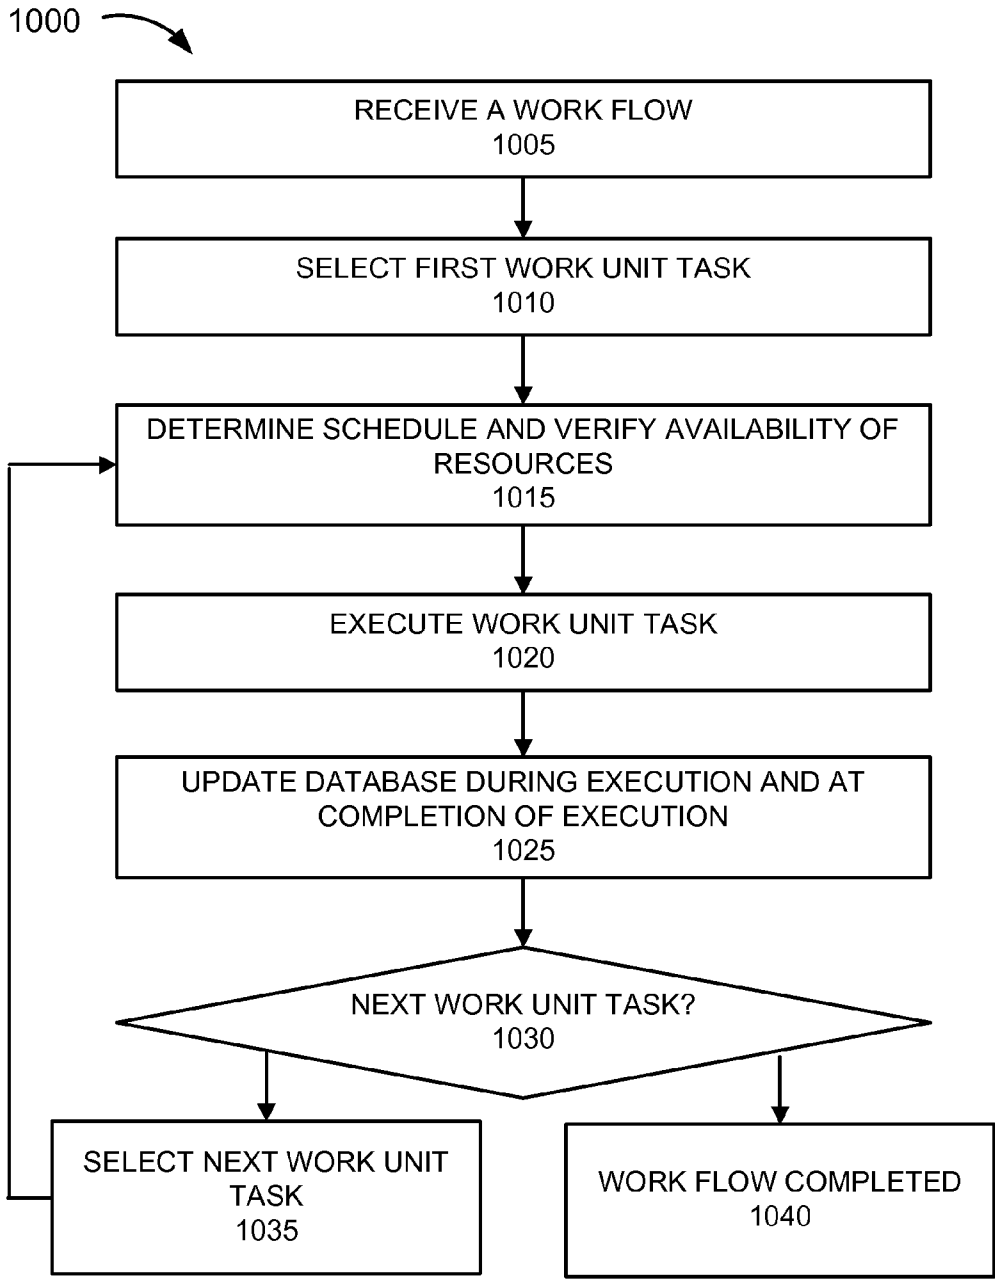 1000
RECEIVE A WORK FLOW
1005
SELECT FIRST WORK UNIT TASK
1010
DETERMINE SCHEDULE AND VERIFY AVAILABILITY OF
RESOURCES
1015
EXECUTE WORK UNIT TASK
1020
UPDATE DATABASE DURING EXECUTION AND AT
COMPLETION OF EXECUTION
1025
NEXT WORK UNIT TASK?
1030
SELECT NEXT WORK UNIT
TASK
1035
WORK FLOW COMPLETED
1040